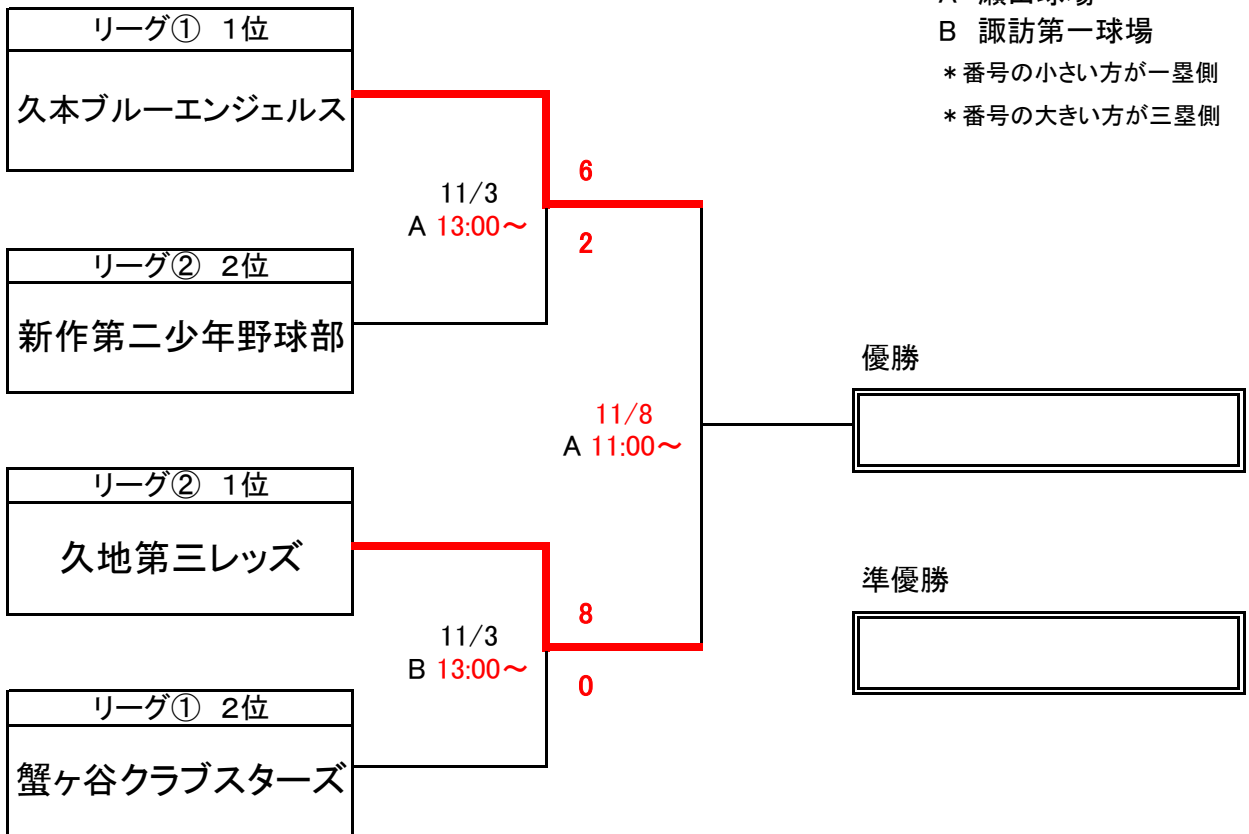 リーグ① 1位
久本ブルーエンジェルス
B 諏訪第一球場
*番号の小さい方が一塁側
*番号の大きい方が三塁側
6
11/3
A 13:00～
2
リーグ② 2位
新作第二少年野球部
優勝
11/8
A 11:00～
リーグ② 1位
久地第三レッズ
準優勝
8
11/3
B 13:00～
0
リーグ① 2位
蟹ヶ谷クラブスターズ